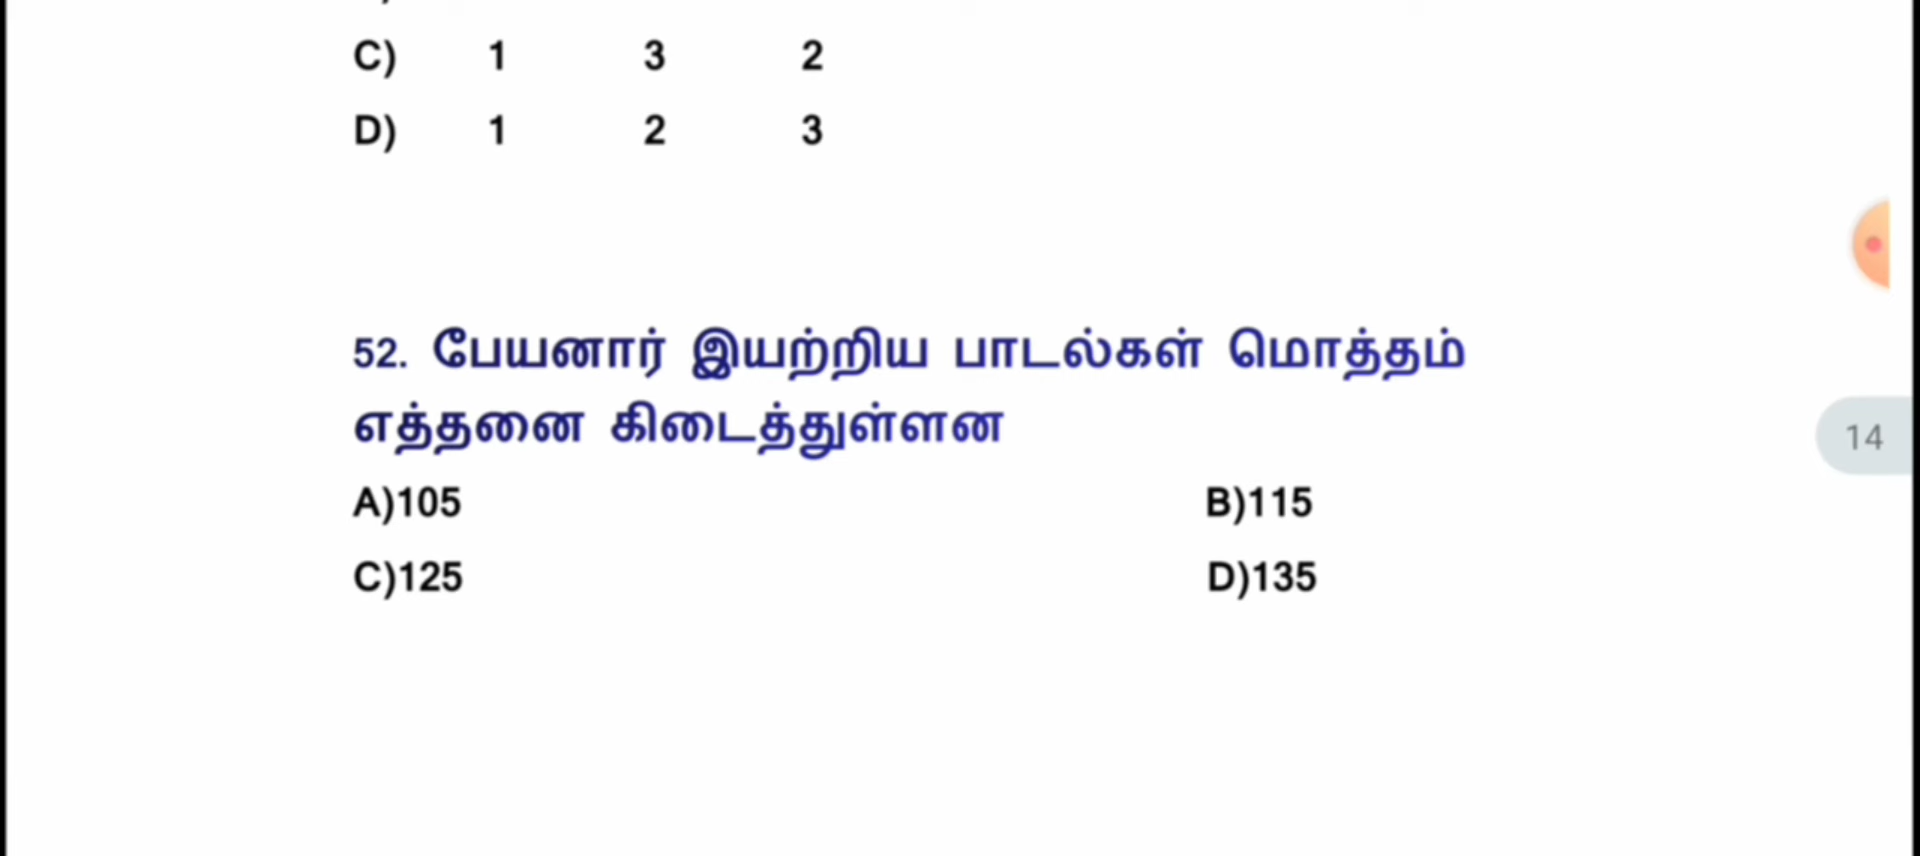 C) 1 3 2
D) 1 2 3
52. பேயனார் இயற்றிய பாடல்கள் மொத்தம்
எத்தனை கிடைத்துள்ளன
A)105 B)115
C)125 D)135
14